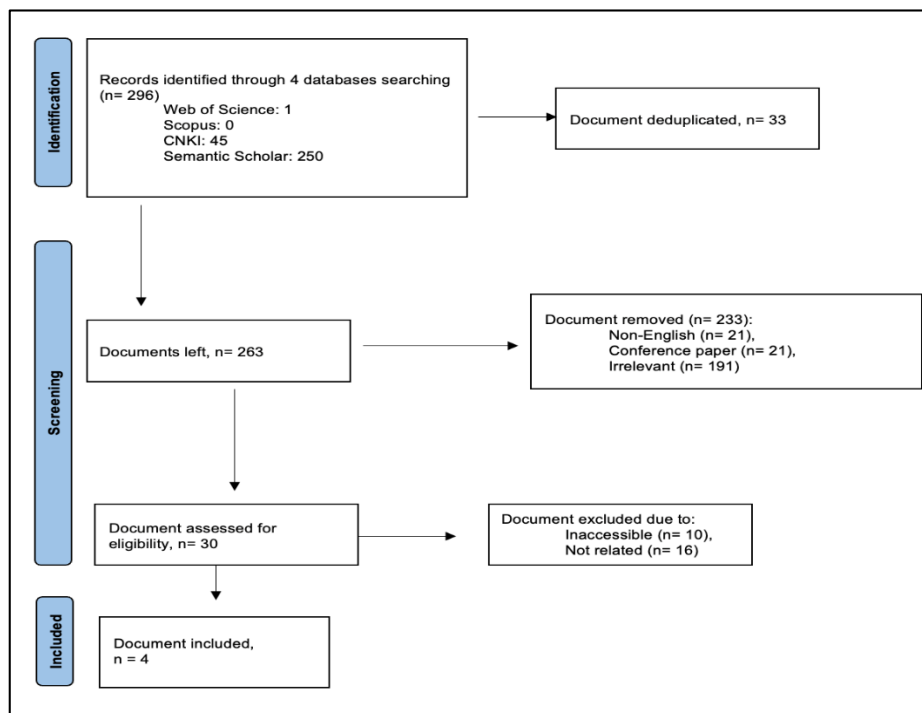 Identification
Records identified through 4 databases searching
(n= 296)
Web of Science: 1
Scopus: 0
CNKI: 45
Semantic Scholar: 250
Document deduplicated, n= 33
Screening
Documents left, n= 263
Document removed (n= 233):
Non-English (n= 21),
Conference paper (n= 21),
Irrelevant (n= 191)
Document assessed for
eligibility, n= 30
Document excluded due to:
Inaccessible (n= 10),
Not related (n= 16)
Included
Document included,
n = 4